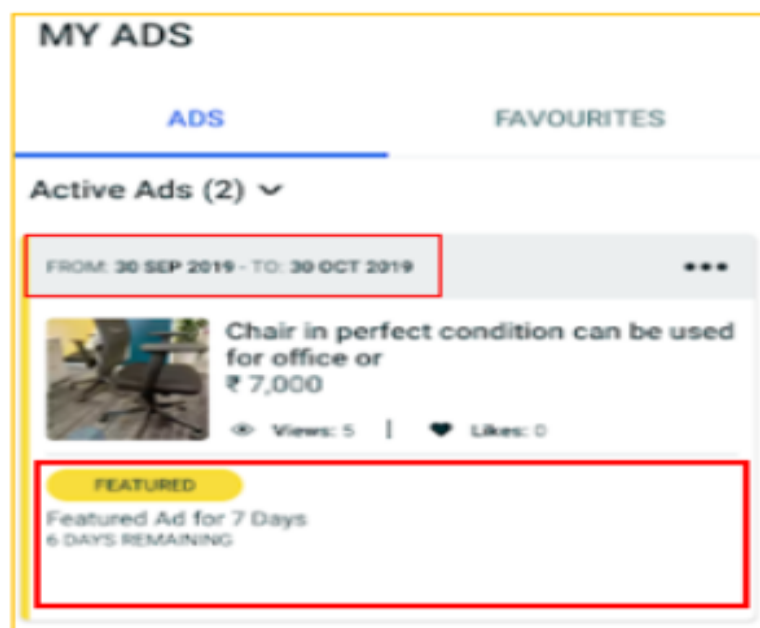 MY ADS
ADS FAVOURITES
Active Ads (2)
FROM: 30 SEP 2019 - TO: 30 OCT 2019
Chair in perfect condition can be used
for office or
₹ 7,000
Views: 5 | Likes: 0
FEATURED
Featured Ad for 7 Days
6 DAYS REMAINING